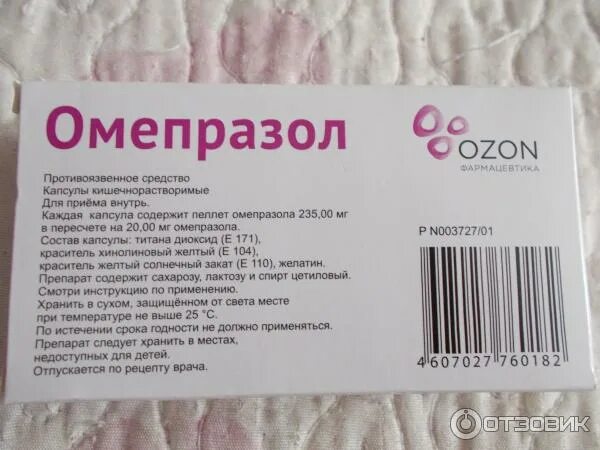 Омепразол
OZON
ФАРМАЦЕВТИКА
Противоязвенное средство
Капсулы кишечнорастворимые
Для приёма внутрь.
Каждая капсула содержит пеллет омепразола 235,00 мг
в пересчете на 20,00 мг омепразола.
Состав капсулы: титана диоксид (Е 171),
краситель хинолиновый желтый (Е 104),
краситель желтый солнечный закат (Е 110), желатин.
Препарат содержит сахарозу, лактозу и спирт цетиловый.
Смотри инструкцию по применению.
Хранить в сухом, защищённом от света месте
при температуре не выше 25 °С.
По истечении срока годности не должно применяться.
Препарат следует хранить в местах,
недоступных для детей.
Отпускается по рецепту врача.
Р N003727/01
4 607027 760182
ОТЗОВИК